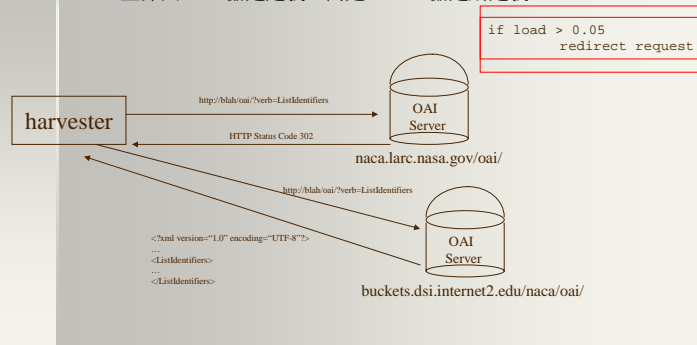 if load > 0.05
redirect request
http://blah/oai/?verb=ListIdentifiers
OAI
Server
harvester
HTTP Status Code 302
naca.larc.nasa.gov/oai/
http://blah/oai/?verb=ListIdentifiers
<?xml version=“1.0” encoding=“UTF-8”?>
…
<ListIdentifiers>
…
</ListIdentifiers>
OAI
Server
buckets.dsi.internet2.edu/naca/oai/